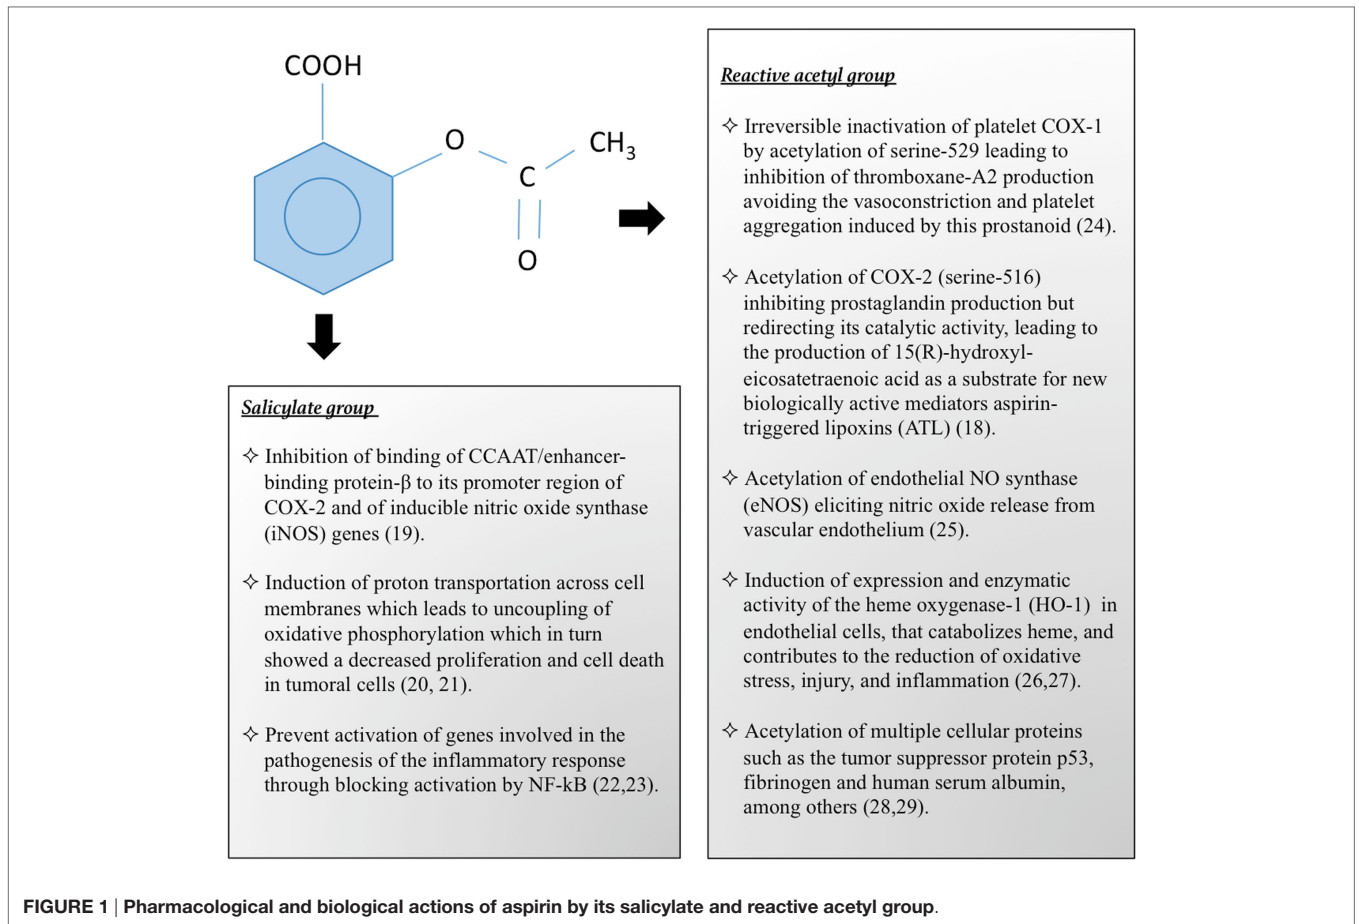 COOH
O
CH3
C
O
Reactive acetyl group
✧ Irreversible inactivation of platelet COX-1
by acetylation of serine-529 leading to
inhibition of thromboxane-A2 production
avoiding the vasoconstriction and platelet
aggregation induced by this prostanoid (24).
✧ Acetylation of COX-2 (serine-516)
inhibiting prostaglandin production but
redirecting its catalytic activity, leading to
the production of 15(R)-hydroxyl-
eicosatetraenoic acid as a substrate for new
biologically active mediators aspirin-
triggered lipoxins (ATL) (18).
✧ Acetylation of endothelial NO synthase
(eNOS) eliciting nitric oxide release from
vascular endothelium (25).
✧ Induction of expression and enzymatic
activity of the heme oxygenase-1 (HO-1) in
endothelial cells, that catabolizes heme, and
contributes to the reduction of oxidative
stress, injury, and inflammation (26,27).
✧ Acetylation of multiple cellular proteins
such as the tumor suppressor protein p53,
fibrinogen and human serum albumin,
among others (28,29).
Salicylate group
✧ Inhibition of binding of CCAAT/enhancer-
binding protein-β to its promoter region of
COX-2 and of inducible nitric oxide synthase
(iNOS) genes (19).
✧ Induction of proton transportation across cell
membranes which leads to uncoupling of
oxidative phosphorylation which in turn
showed a decreased proliferation and cell death
in tumoral cells (20, 21).
✧ Prevent activation of genes involved in the
pathogenesis of the inflammatory response
through blocking activation by NF-kB (22,23).
FIGURE 1 | Pharmacological and biological actions of aspirin by its salicylate and reactive acetyl group.